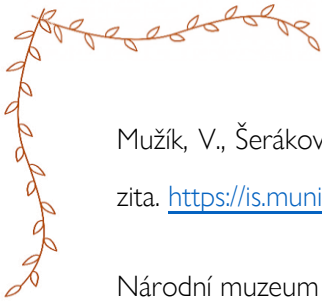 Mužík, V., Šerákov
zita. https://is.muni
Národní muzeum